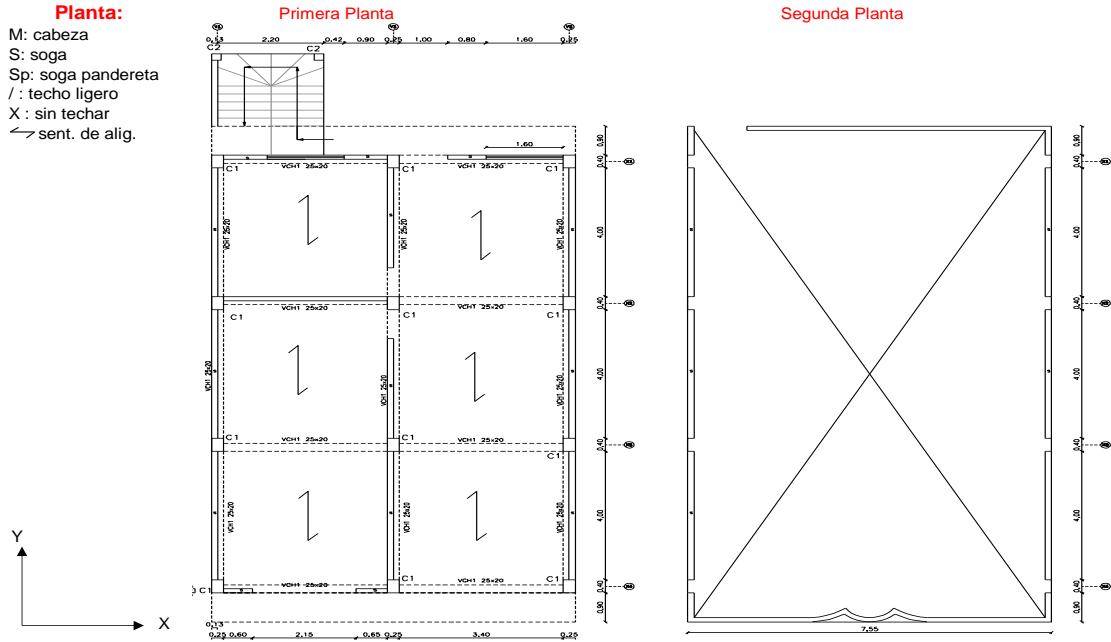 Planta:
M: cabeza
S: soga
Sp: soga pandereta
/ : techo ligero
X : sin techar
sent. de alig.
Primera Planta
Segunda Planta
2,20 0,42 0,90 0,25 1,00 0,80 1,60 0,25
C2 C2
1,60
C1 VCH1 25x20 C1 VCH1 25x20 C1
VCH1 25x20 VCH1 25x20 VCH1 25x20
VCH1 25x20 VCH1 25x20
C1 C1 C1
VCH1 25x20 VCH1 25x20 VCH1 25x20
C1 C1
VCH1 25x20 VCH1 25x20
C1
VCH1 25x20 VCH1 25x20 VCH1 25x20
VCH1 25x20 C1 VCH1 25x20 C1
C1
0,13
0,25 0,60 2,15 0,65 0,25 3,40 0,25
0,90
0,40
4,00
0,40
4,00
0,40
4,00
0,40
0,90
0,90
0,40
4,00
0,40
4,00
0,40
4,00
0,40
0,90
7,55
Y
X